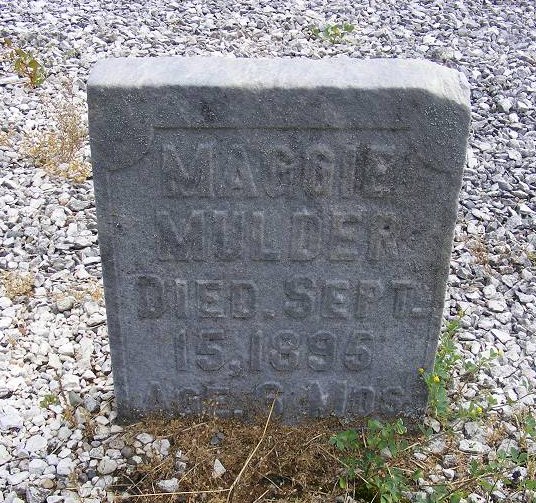 MAGGIE
MULDER
DIED. SEPT.
15, 1895
AGE. MOS.